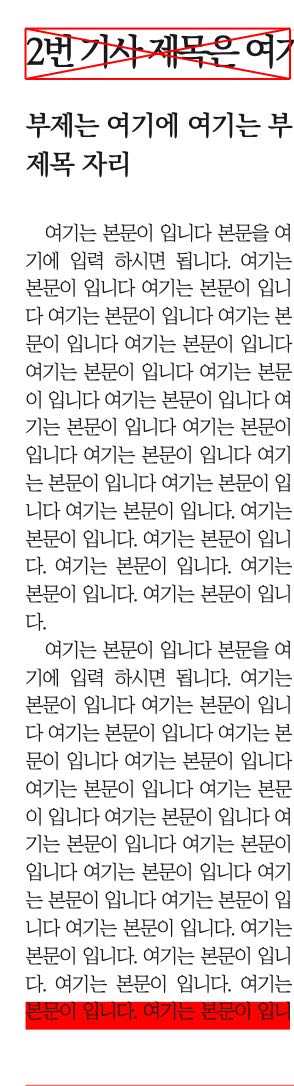 2번 기사 제목은 여기
부제는 여기에 여기는 부
제목 자리
여기는 본문이 입니다 본문을 여
기에 입력 하시면 됩니다. 여기는
본문이 입니다 여기는 본문이 입니
다 여기는 본문이 입니다 여기는 본
문이 입니다 여기는 본문이 입니다
여기는 본문이 입니다 여기는 본문
이 입니다 여기는 본문이 입니다 여
기는 본문이 입니다 여기는 본문이
입니다 여기는 본문이 입니다 여기
는 본문이 입니다 여기는 본문이 입
니다 여기는 본문이 입니다. 여기는
본문이 입니다. 여기는 본문이 입니
다. 여기는 본문이 입니다. 여기는
본문이 입니다. 여기는 본문이 입니
다.
여기는 본문이 입니다 본문을 여
기에 입력 하시면 됩니다. 여기는
본문이 입니다 여기는 본문이 입니
다 여기는 본문이 입니다 여기는 본
문이 입니다 여기는 본문이 입니다
여기는 본문이 입니다 여기는 본문
이 입니다 여기는 본문이 입니다 여
기는 본문이 입니다 여기는 본문이
입니다 여기는 본문이 입니다 여기
는 본문이 입니다 여기는 본문이 입
니다 여기는 본문이 입니다. 여기는
본문이 입니다. 여기는 본문이 입니
다. 여기는 본문이 입니다. 여기는
본문이 입니다. 여기는 본문이 입니